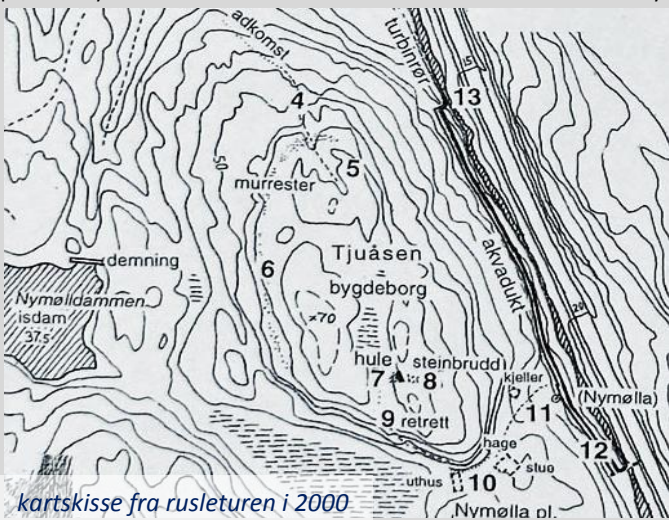 adkomst
turbinrør
15
13
4
50
5
murrester
akvadukt
6
Tjuåsen
demning
bygdeborg
Nymølldammen
isdam
37.5
×70
20
hule
steinbrudd
7
8
kjeller
(Nymølla)
9 retrett
11
hage
12
stuo
uthus
10
Nymølla pl.
kartskisse fra rusleturen i 2000